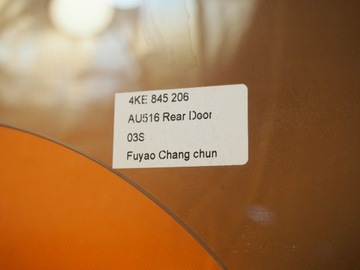 4KE 845 206
AU516 Rear Door
03S
Fuyao Chang chun